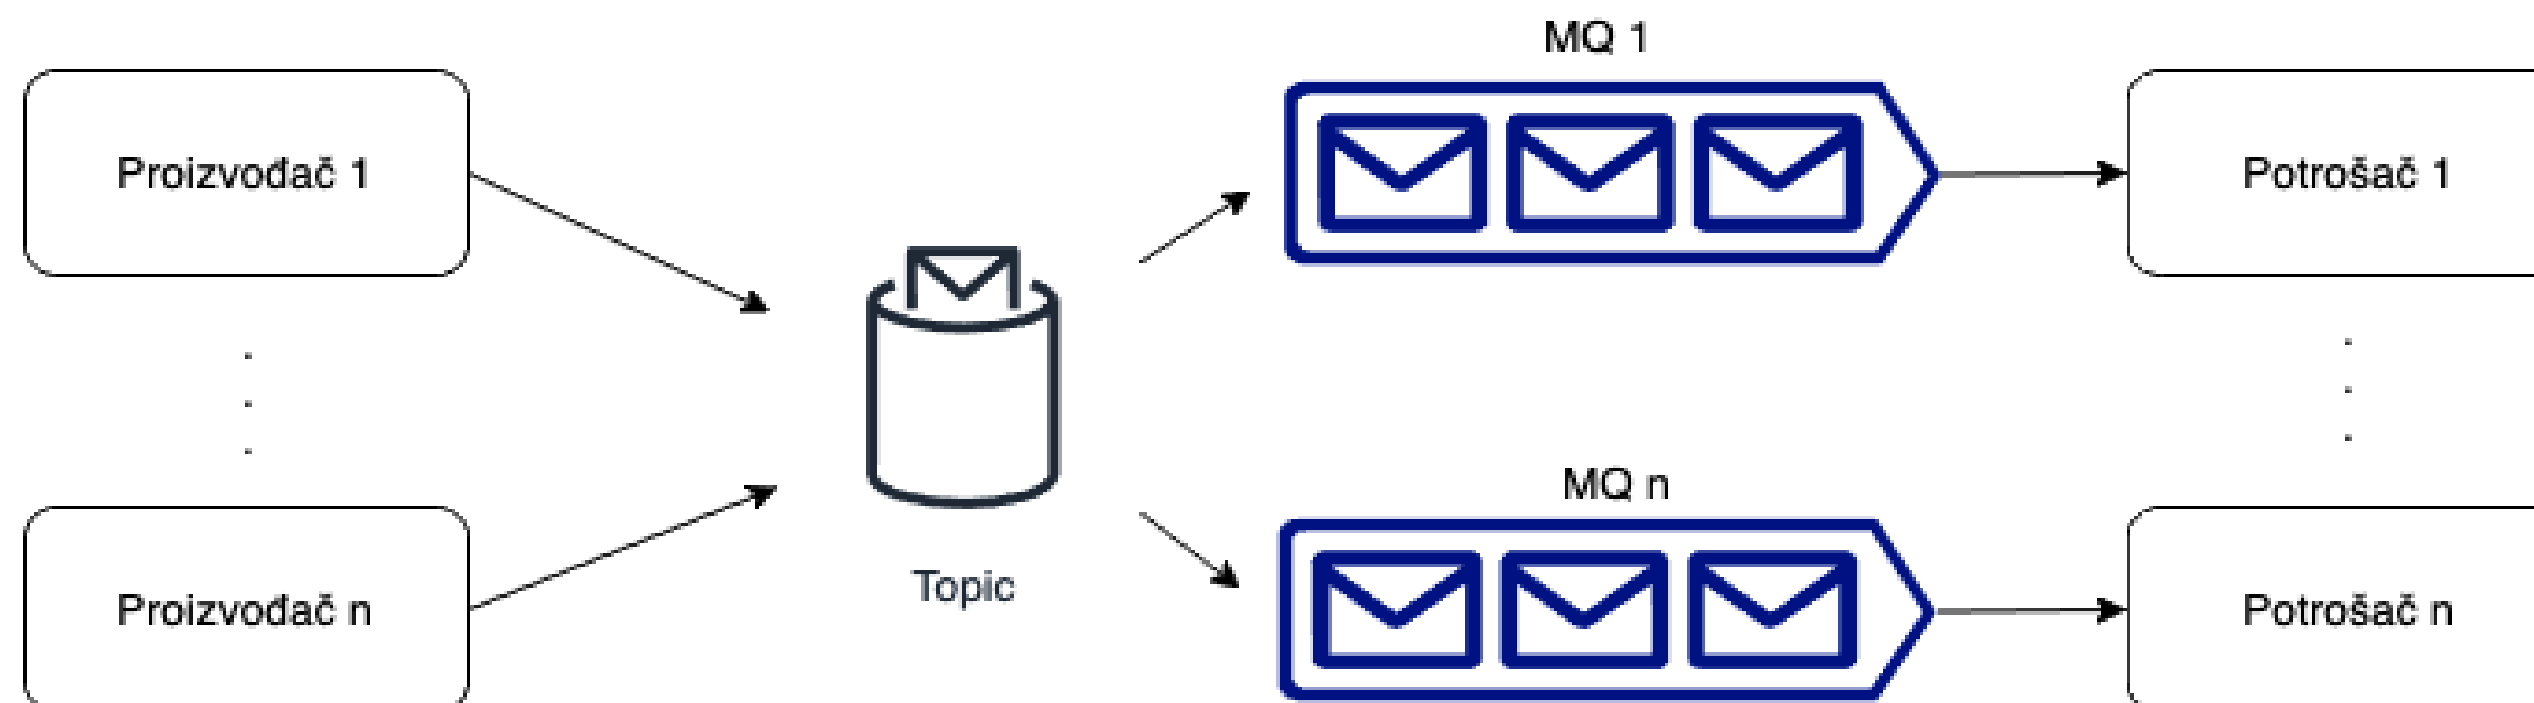 MQ 1
Proizvođač 1
Potrošač 1
MQ n
Topic
Proizvođač n
Potrošač n